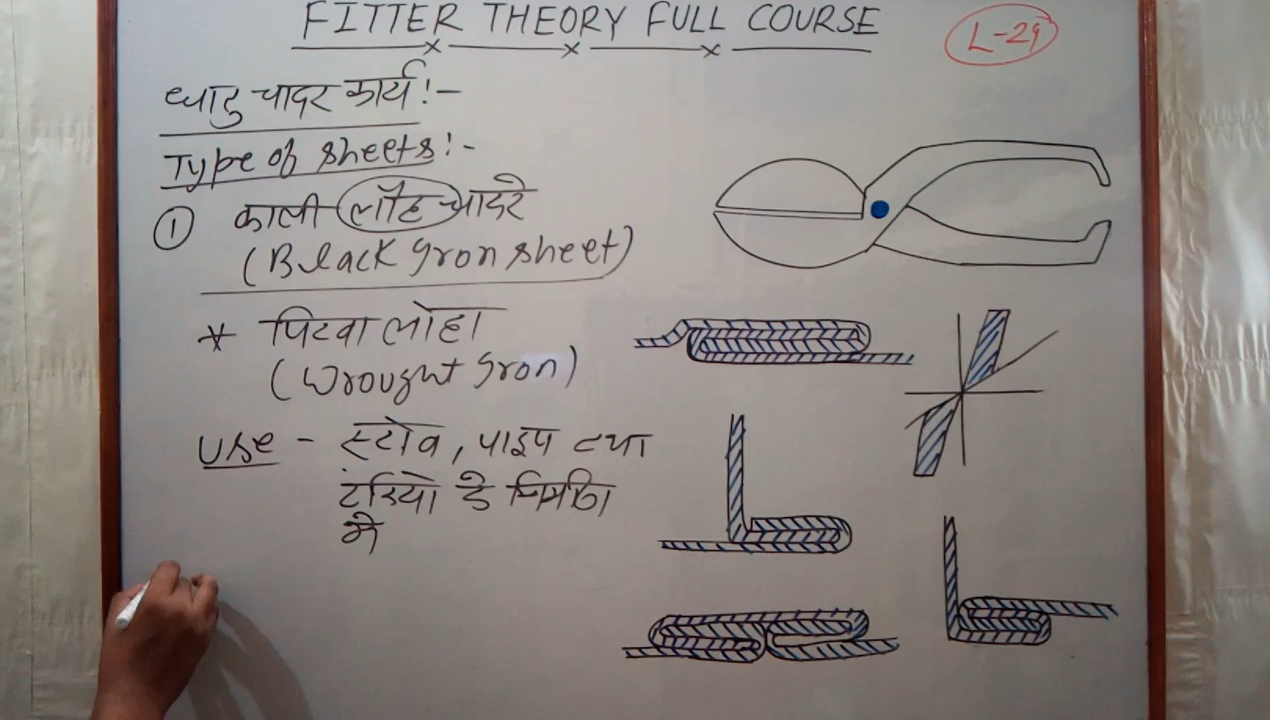 FITTER THEORY FULL COURSE
L-29
धातु चादर कार्य :-
Type of sheets :-
① काली लौह चादरे
(Black Iron sheet)
* पिटवा लोहा
(Wrought Iron)
Use - स्टोव, पाइप तथा
टंकियो के निर्माण
मे